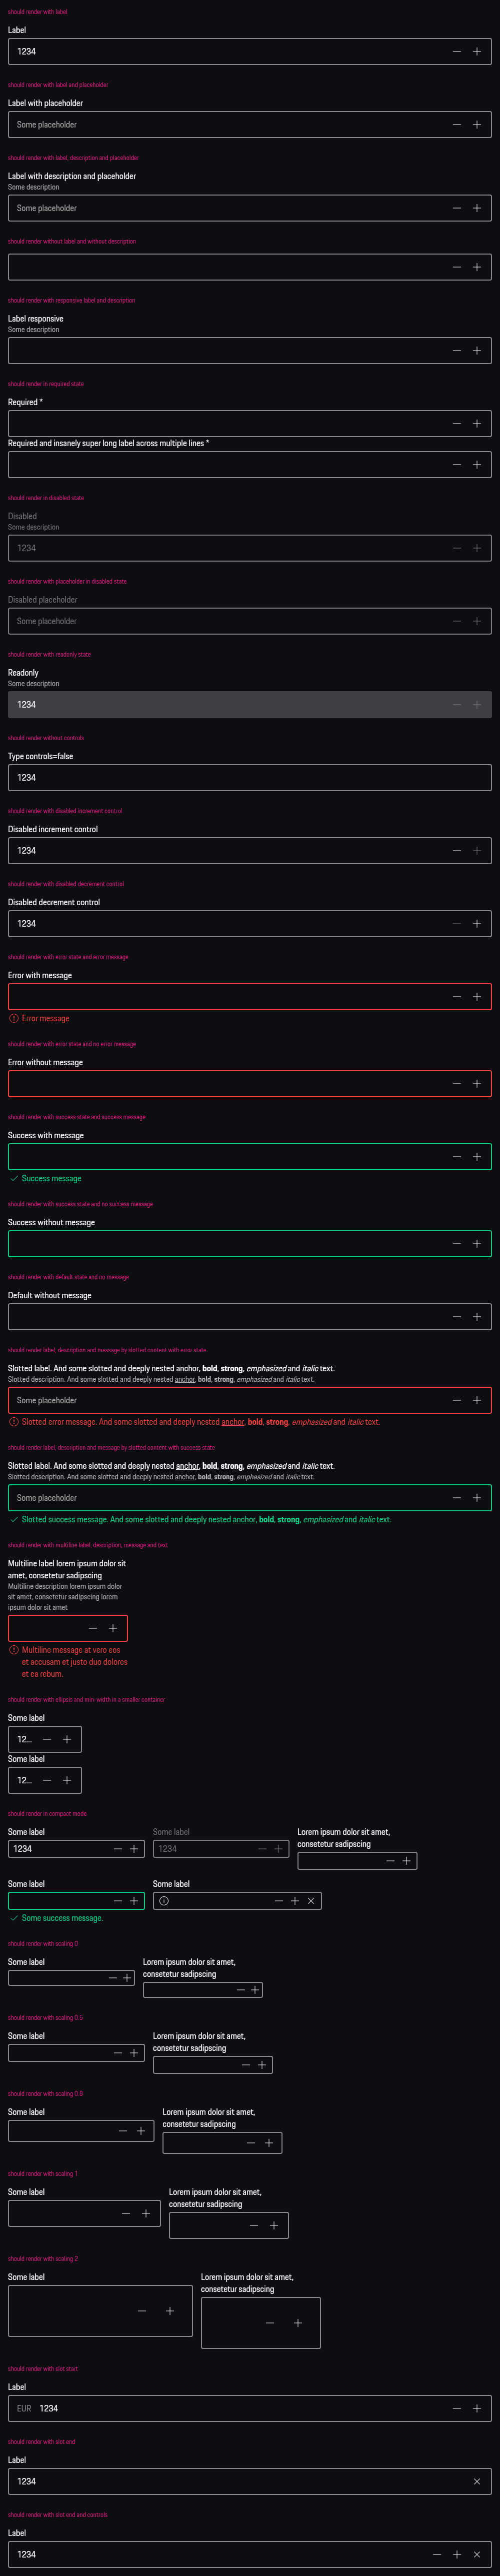 should render with label
Label
1234
should render with label and placeholder
Label with placeholder
Some placeholder
should render with label, description and placeholder
Label with description and placeholder
Some description
Some placeholder
should render without label and without description
should render with responsive label and description
Label responsive
Some description
should render in required state
Required *
Required and insanely super long label across multiple lines *
should render in disabled state
Disabled
Some description
1234
should render with placeholder in disabled state
Disabled placeholder
Some placeholder
should render with readonly state
Readonly
Some description
1234
should render without controls
Type controls=false
1234
should render with disabled increment control
Disabled increment control
1234
should render with disabled decrement control
Disabled decrement control
1234
should render with error state and error message
Error with message
Error message
should render with error state and no error message
Error without message
should render with success state and success message
Success with message
Success message
should render with success state and no success message
Success without message
should render with default state and no message
Default without message
should render label, description and message by slotted content with error state
Slotted label. And some slotted and deeply nested anchor, bold, strong, emphasized and italic text.
Slotted description. And some slotted and deeply nested anchor, bold, strong, emphasized and italic text.
Some placeholder
Slotted error message. And some slotted and deeply nested anchor, bold, strong, emphasized and italic text.
should render label, description and message by slotted content with success state
Slotted label. And some slotted and deeply nested anchor, bold, strong, emphasized and italic text.
Slotted description. And some slotted and deeply nested anchor, bold, strong, emphasized and italic text.
Some placeholder
Slotted success message. And some slotted and deeply nested anchor, bold, strong, emphasized and italic text.
should render with multiline label, description, message and text
Multiline label lorem ipsum dolor sit
amet, consetetur sadipscing
Multiline description lorem ipsum dolor
sit amet, consetetur sadipscing lorem
ipsum dolor sit amet
Multiline message at vero eos
et accusam et justo duo dolores
et ea rebum.
should render with ellipsis and min-width in a smaller container
Some label
12...
Some label
12...
should render in compact mode
Some label
1234
Some label
1234
Lorem ipsum dolor sit amet,
consetetur sadipscing
Some label
Some success message.
Some label
should render with scaling 0
Some label
Lorem ipsum dolor sit amet,
consetetur sadipscing
should render with scaling 0.5
Some label
Lorem ipsum dolor sit amet,
consetetur sadipscing
should render with scaling 0.8
Some label
Lorem ipsum dolor sit amet,
consetetur sadipscing
should render with scaling 1
Some label
Lorem ipsum dolor sit amet,
consetetur sadipscing
should render with scaling 2
Some label
Lorem ipsum dolor sit amet,
consetetur sadipscing
should render with slot start
Label
EUR 1234
should render with slot end
Label
1234
should render with slot end and controls
Label
1234